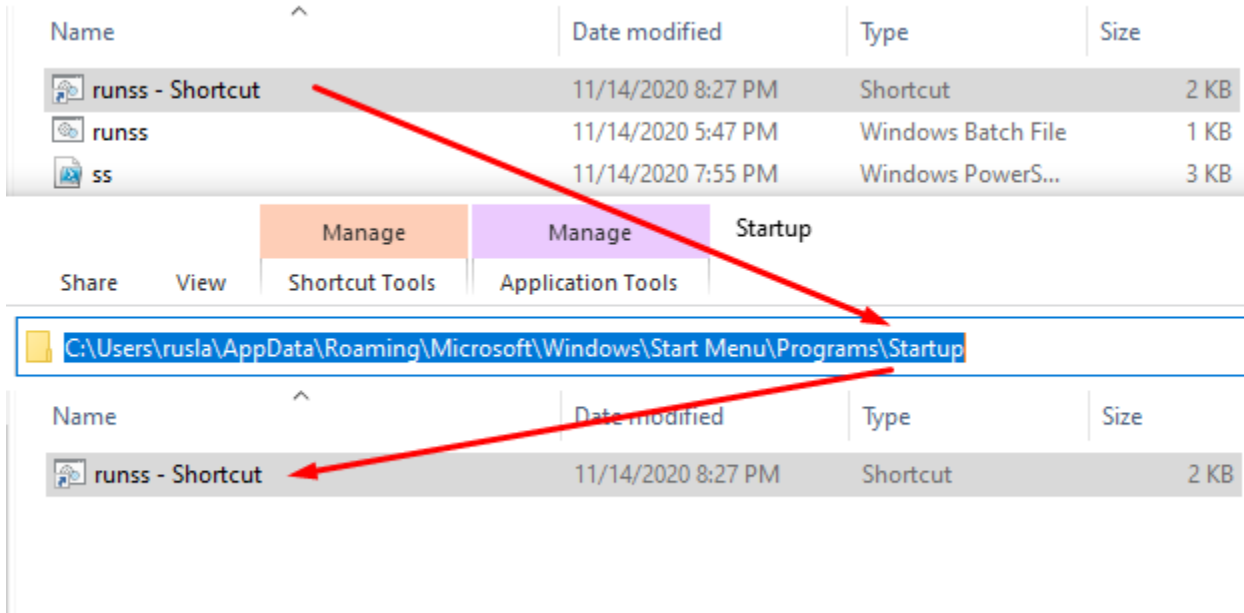 Name Date modified Type Size
runss - Shortcut 11/14/2020 8:27 PM Shortcut 2 KB
runss 11/14/2020 5:47 PM Windows Batch File 1 KB
ss 11/14/2020 7:55 PM Windows PowerS... 3 KB
Manage Manage Startup
Share View Shortcut Tools Application Tools
C:\Users\rusla\AppData\Roaming\Microsoft\Windows\Start Menu\Programs\Startup
Name Date modified Type Size
runss - Shortcut 11/14/2020 8:27 PM Shortcut 2 KB